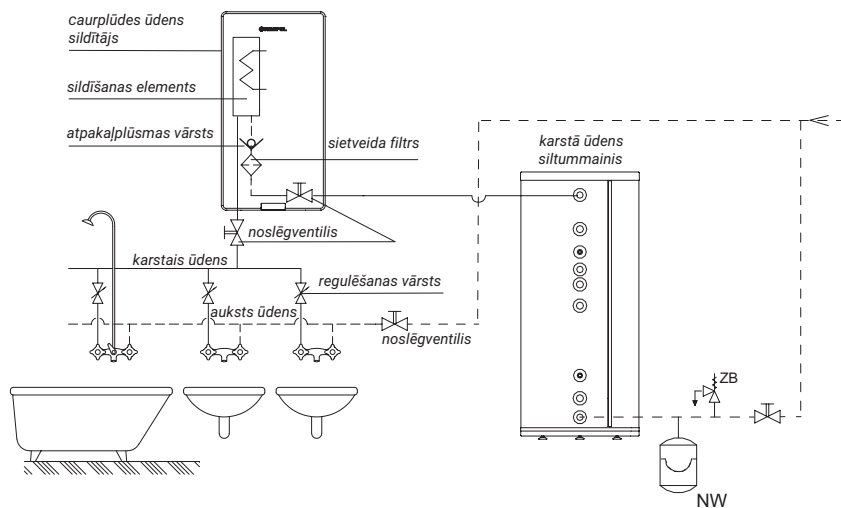 caurplūdes ūdens
sildītājs
sildīšanas elements
atpakaļplūsmas vārsts
sietveida filtrs
karstā ūdens
siltummainis
noslēgventilis
karstais ūdens
regulēšanas vārsts
auksts ūdens
noslēgventilis
ZB
NW